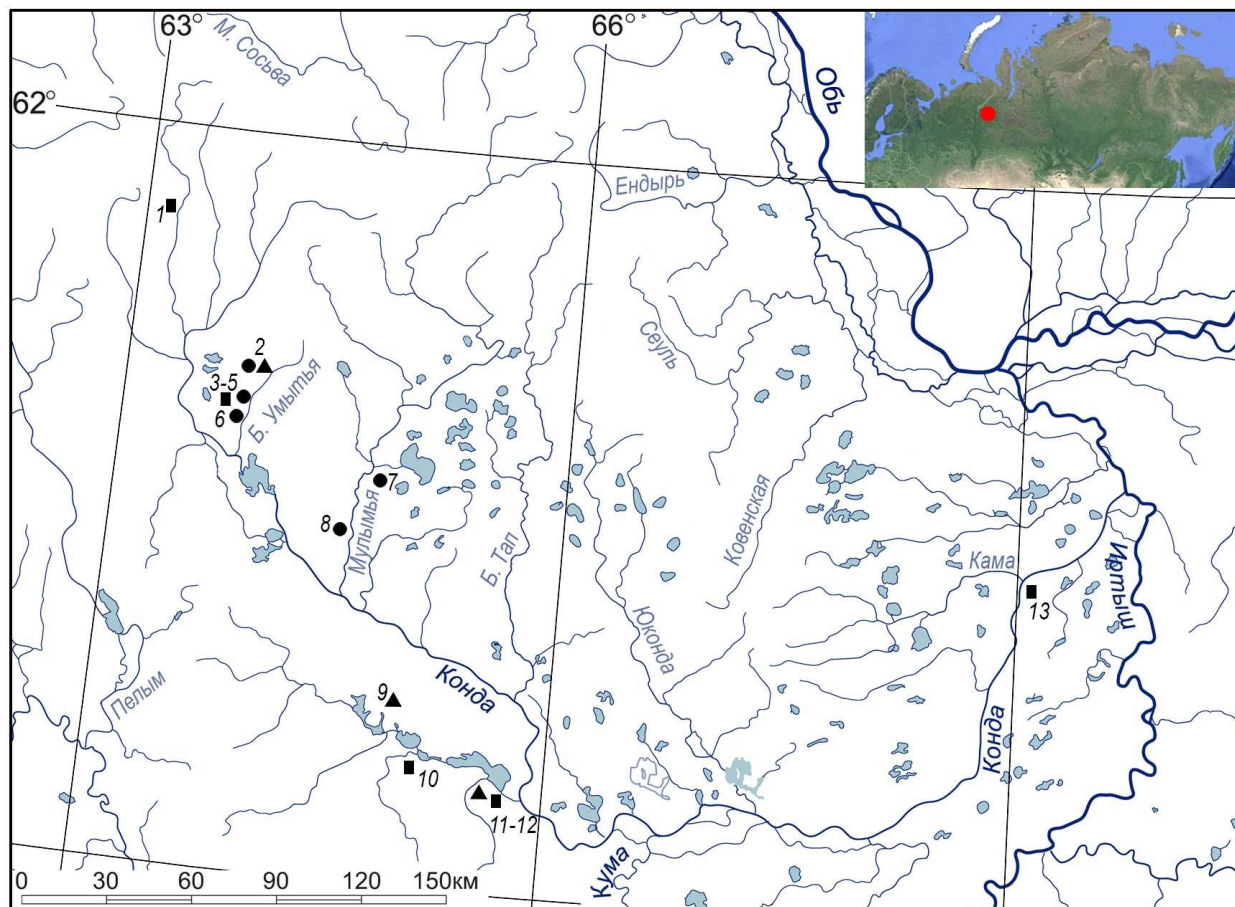 63°
66°
М. Сосьва
Обь
62°
Ендырь
1
Сеуль
2
3-5
6
Б. Умытья
7
8
Мулымья
Б. Тап
Ковенская
Кама
Иртыш
13
Юконда
Пелым
Конда
9
Конда
10
11-12
Кума
0 30 60 90 120 150км